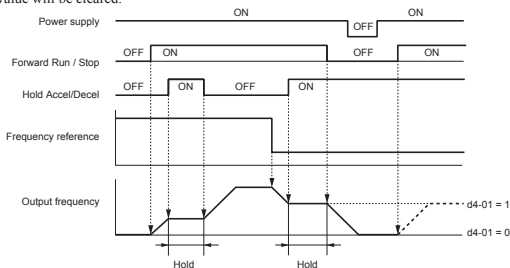 value will be cleared.
ON ON
Power supply OFF
OFF ON OFF ON
Forward Run / Stop
OFF ON OFF ON
Hold Accel/Decel
Frequency reference
Output frequency
d4-01 = 1
d4-01 = 0
Hold Hold